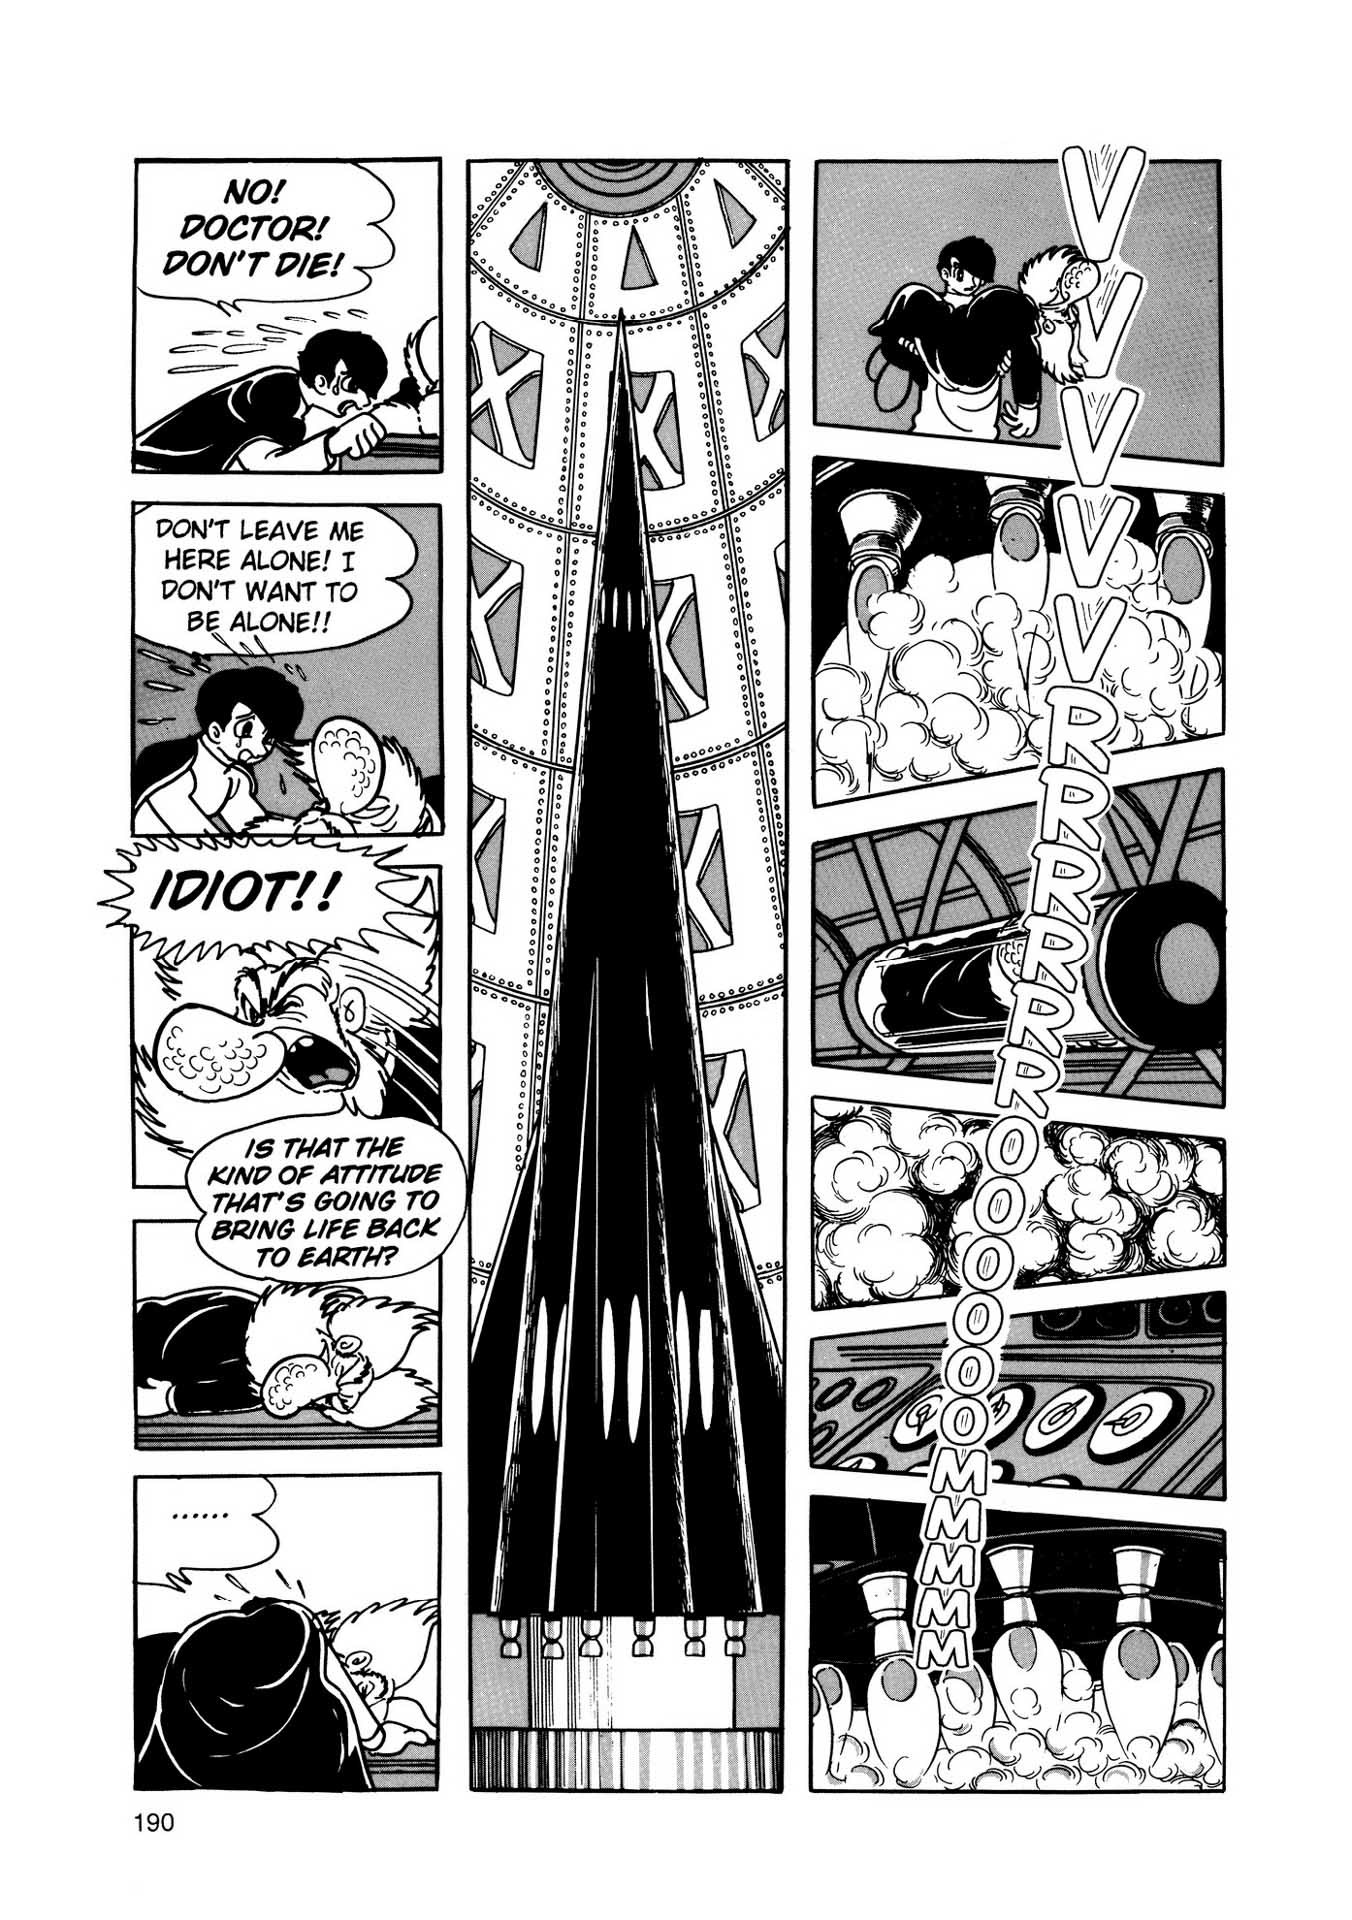 NO!
DOCTOR!
DON'T DIE!
DON'T LEAVE ME
HERE ALONE! I
DON'T WANT TO
BE ALONE!!
IDIOT!!
IS THAT THE
KIND OF ATTITUDE
THAT'S GOING TO
BRING LIFE BACK
TO EARTH?
......
VVVVVRRRRRROOOOOOOMMMMM
190